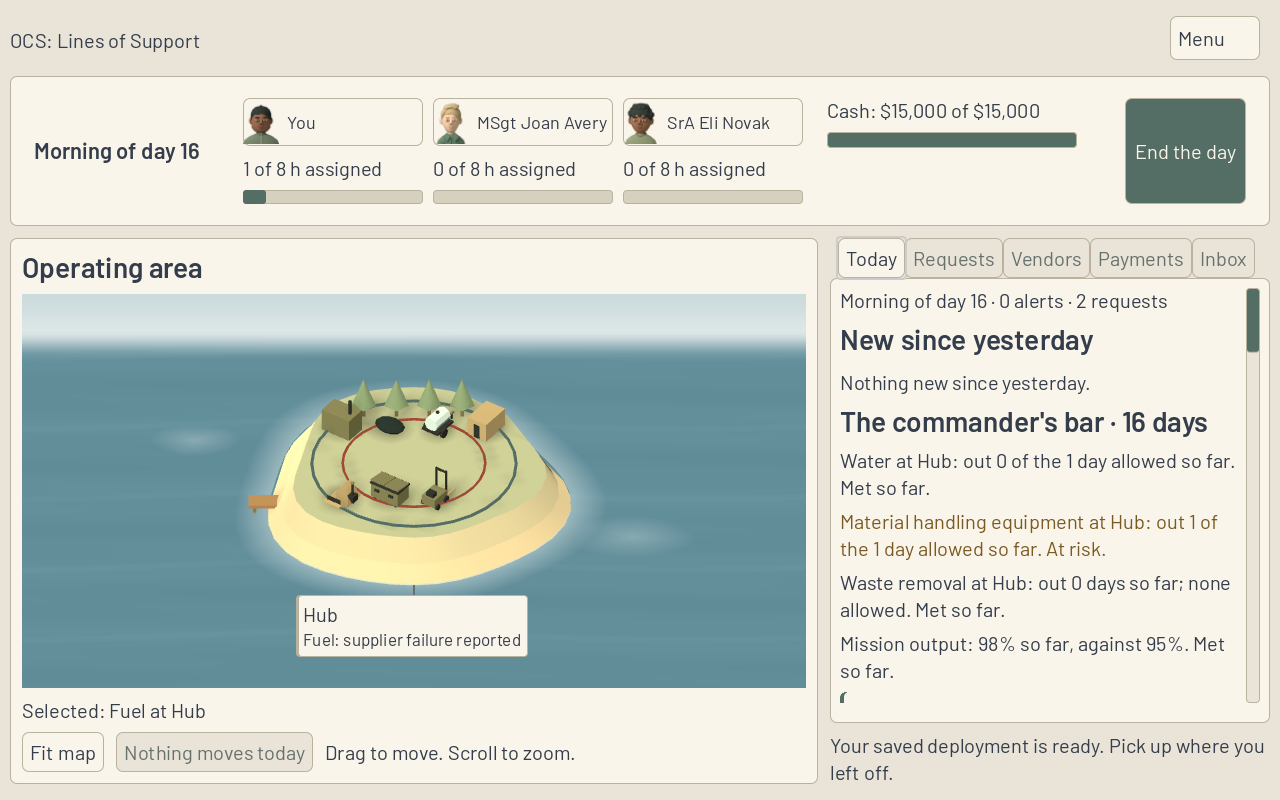 OCS: Lines of Support
Menu
Morning of day 16
You
MSgt Joan Avery
SrA Eli Novak
1 of 8 h assigned
0 of 8 h assigned
0 of 8 h assigned
Cash: $15,000 of $15,000
End the day
Operating area
Hub
Fuel: supplier failure reported
Selected: Fuel at Hub
Fit map
Nothing moves today
Drag to move. Scroll to zoom.
Today
Requests
Vendors
Payments
Inbox
Morning of day 16 · 0 alerts · 2 requests
New since yesterday
Nothing new since yesterday.
The commander's bar · 16 days
Water at Hub: out 0 of the 1 day allowed so far.
Met so far.
Material handling equipment at Hub: out 1 of
the 1 day allowed so far. At risk.
Waste removal at Hub: out 0 days so far; none
allowed. Met so far.
Mission output: 98% so far, against 95%. Met
so far.
Your saved deployment is ready. Pick up where you
left off.